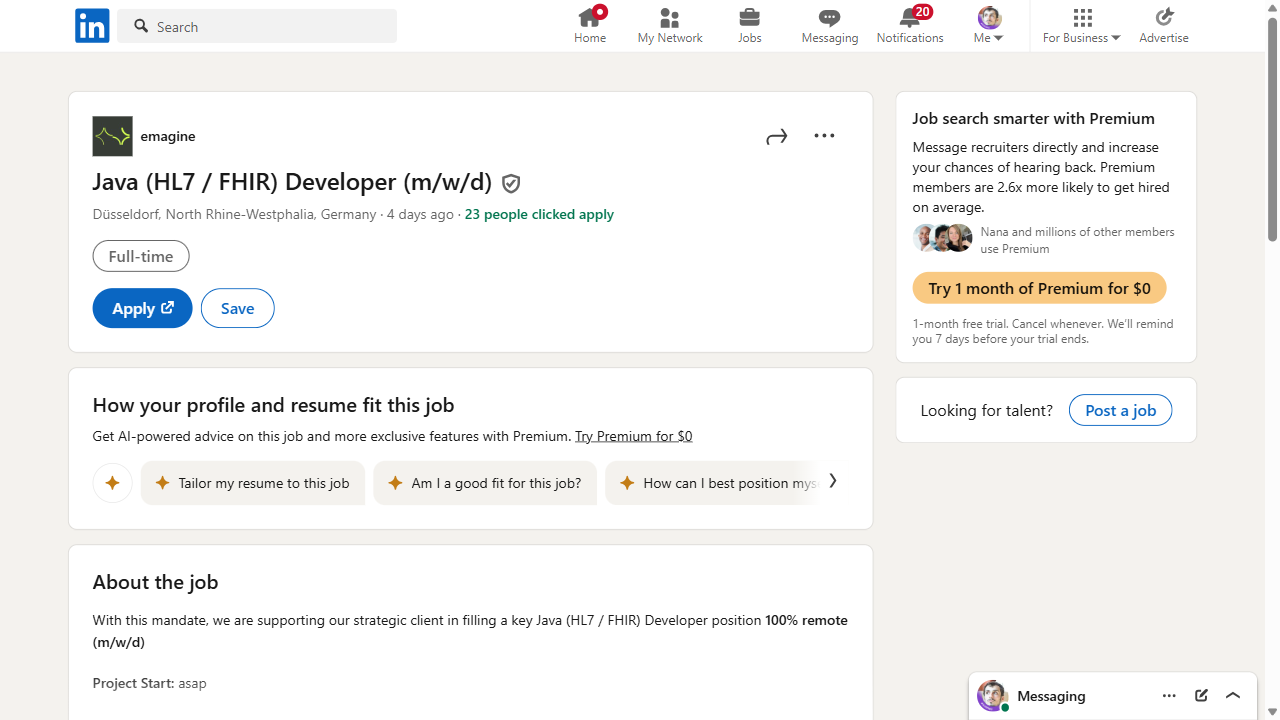 in
Search
Home
My Network
Jobs
Messaging
20
Notifications
Me
For Business
Advertise
emagine
Java (HL7 / FHIR) Developer (m/w/d)
Düsseldorf, North Rhine-Westphalia, Germany · 4 days ago · 23 people clicked apply
Full-time
Apply
Save
How your profile and resume fit this job
Get AI-powered advice on this job and more exclusive features with Premium. Try Premium for $0
Tailor my resume to this job
Am I a good fit for this job?
How can I best position mys
About the job
With this mandate, we are supporting our strategic client in filling a key Java (HL7 / FHIR) Developer position 100% remote
(m/w/d)
Project Start: asap
Job search smarter with Premium
Message recruiters directly and increase
your chances of hearing back. Premium
members are 2.6x more likely to get hired
on average.
Nana and millions of other members
use Premium
Try 1 month of Premium for $0
1-month free trial. Cancel whenever. We’ll remind
you 7 days before your trial ends.
Looking for talent?
Post a job
Messaging